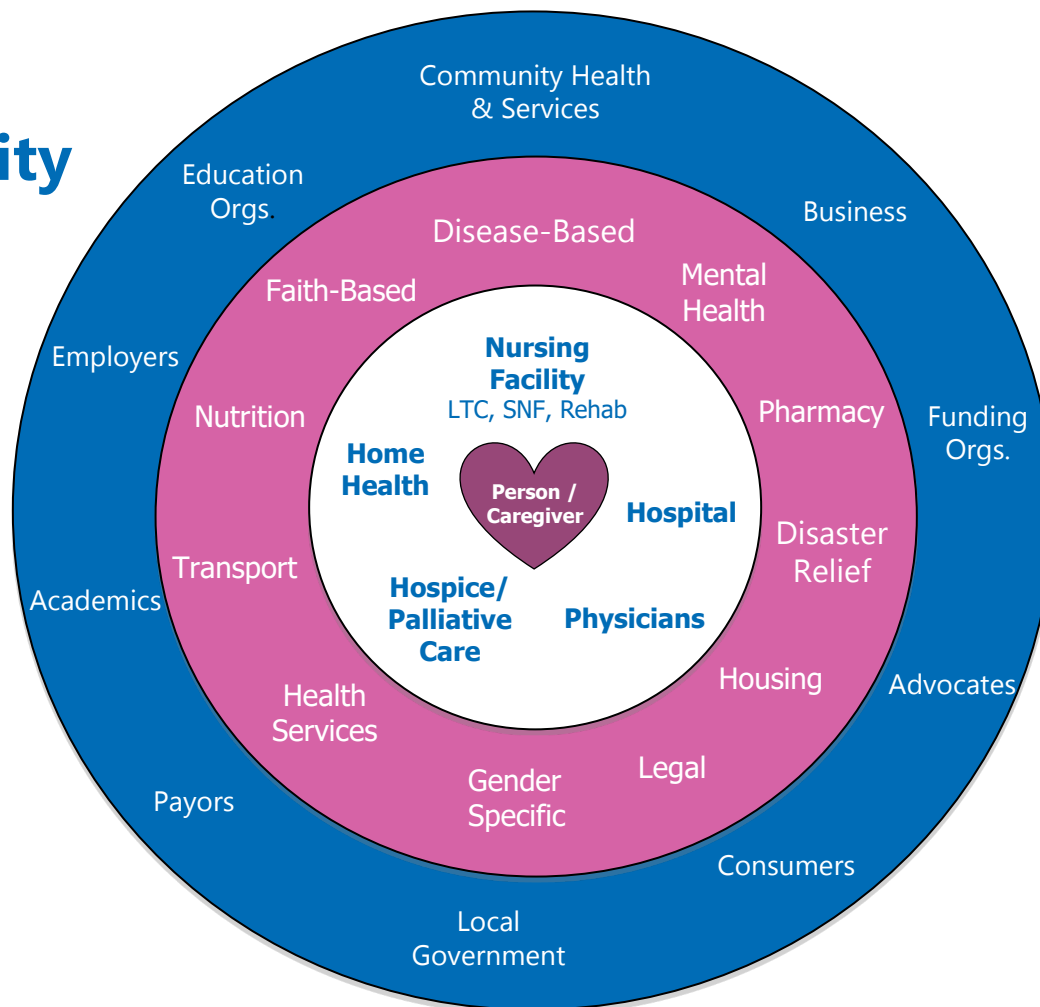 ity
Community Health
& Services
Education
Orgs.
Business
Employers
Funding
Orgs.
Academics
Advocates
Payors
Consumers
Local
Government
Disease-Based
Faith-Based
Mental
Health
Nutrition
Pharmacy
Transport
Disaster
Relief
Health
Services
Housing
Gender
Specific
Legal
Nursing
Facility
LTC, SNF, Rehab
Home
Health
Person /
Caregiver
Hospital
Hospice/
Palliative
Care
Physicians